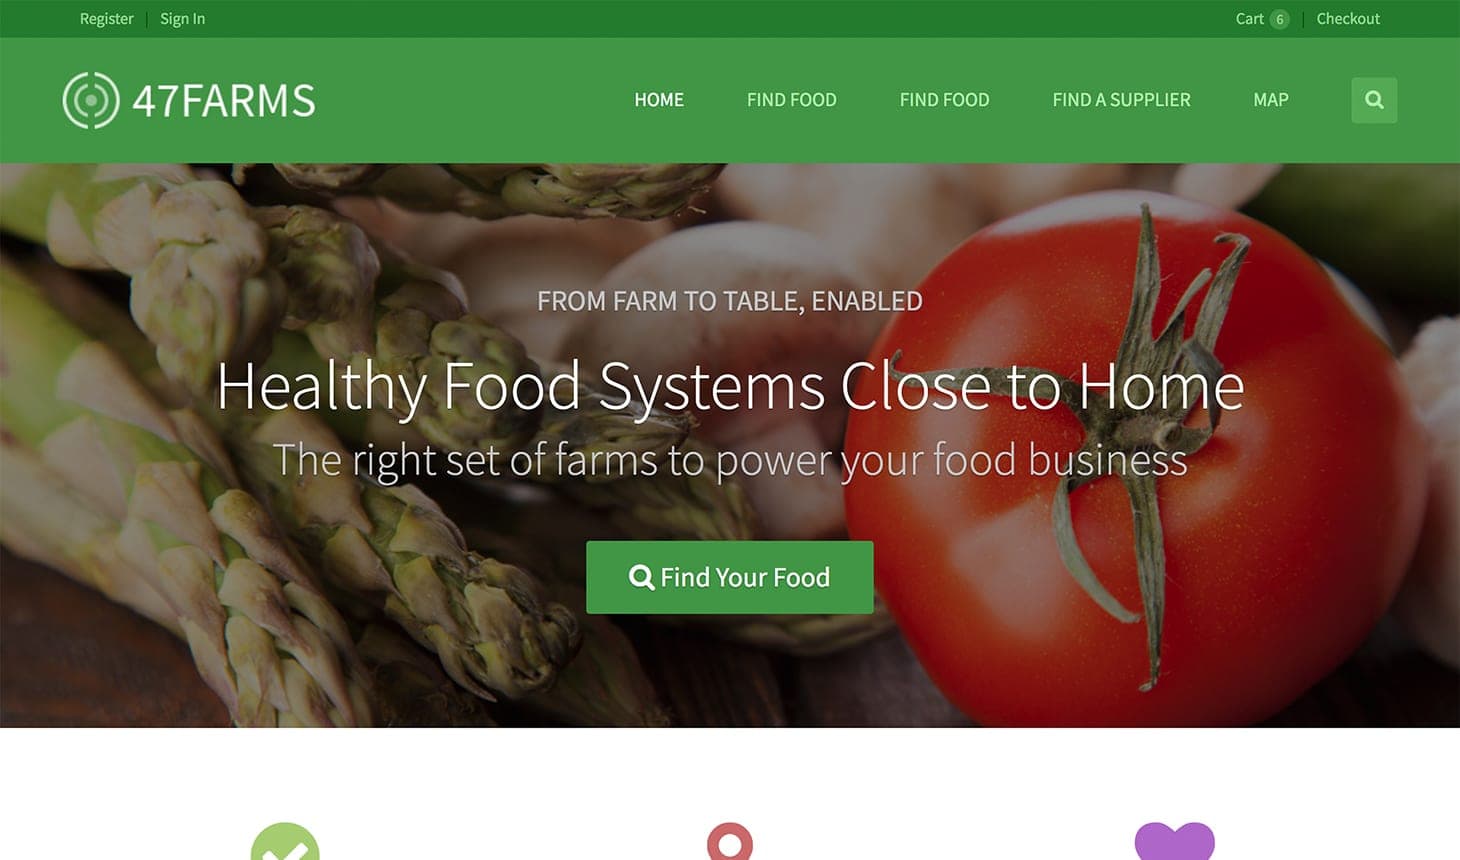 Register
Sign In
Cart 6
Checkout
47FARMS
HOME
FIND FOOD
FIND FOOD
FIND A SUPPLIER
MAP
FROM FARM TO TABLE, ENABLED
Healthy Food Systems Close to Home
The right set of farms to power your food business
Find Your Food